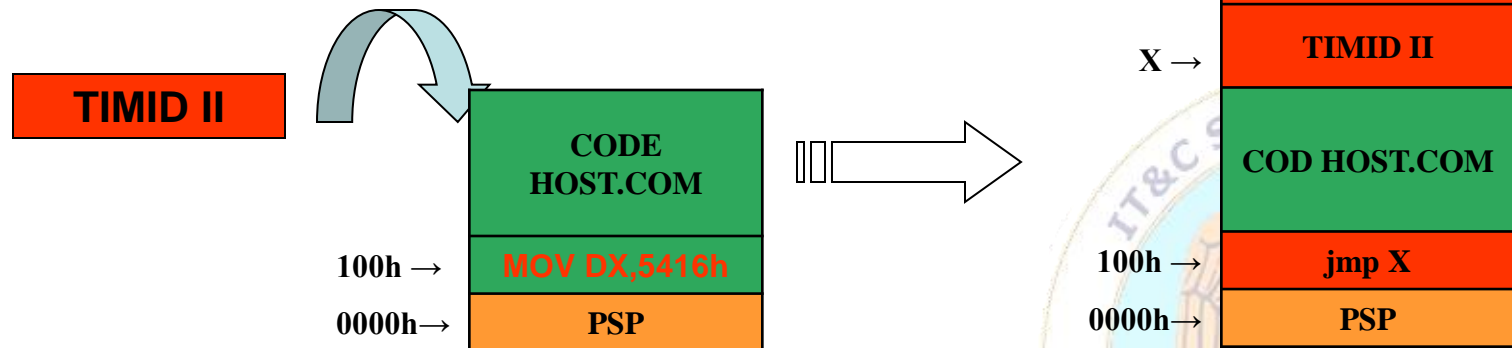 TIMID II
CODE
HOST.COM
100h →
MOV DX,5416h
0000h→
PSP
X →
TIMID II
COD HOST.COM
100h →
jmp X
0000h→
PSP
IT&C S